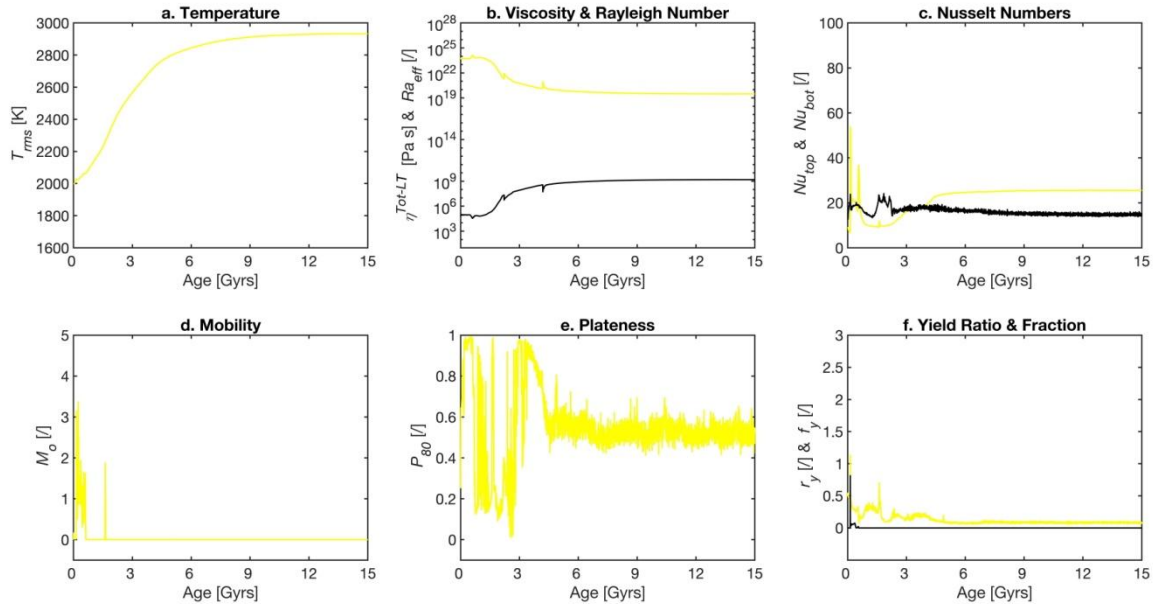 a. Temperature
3000
2800
2600
2400
2200
2000
1800
1600
T_rms [K]
0 3 6 9 12 15
Age [Gyrs]
b. Viscosity & Rayleigh Number
10^28
10^25
10^22
10^19
10^14
10^9
10^6
10^3
η^Tot-LT [Pa s] & Ra_eff [/]
0 3 6 9 12 15
Age [Gyrs]
c. Nusselt Numbers
100
80
60
40
20
0
Nu_top & Nu_bot [/]
0 3 6 9 12 15
Age [Gyrs]
d. Mobility
5
4
3
2
1
0
M_o [/]
0 3 6 9 12 15
Age [Gyrs]
e. Plateness
1
0.8
0.6
0.4
0.2
0
P_80 [/]
0 3 6 9 12 15
Age [Gyrs]
f. Yield Ratio & Fraction
3
2.5
2
1.5
1
0.5
0
r_y [/] & f_y [/]
0 3 6 9 12 15
Age [Gyrs]